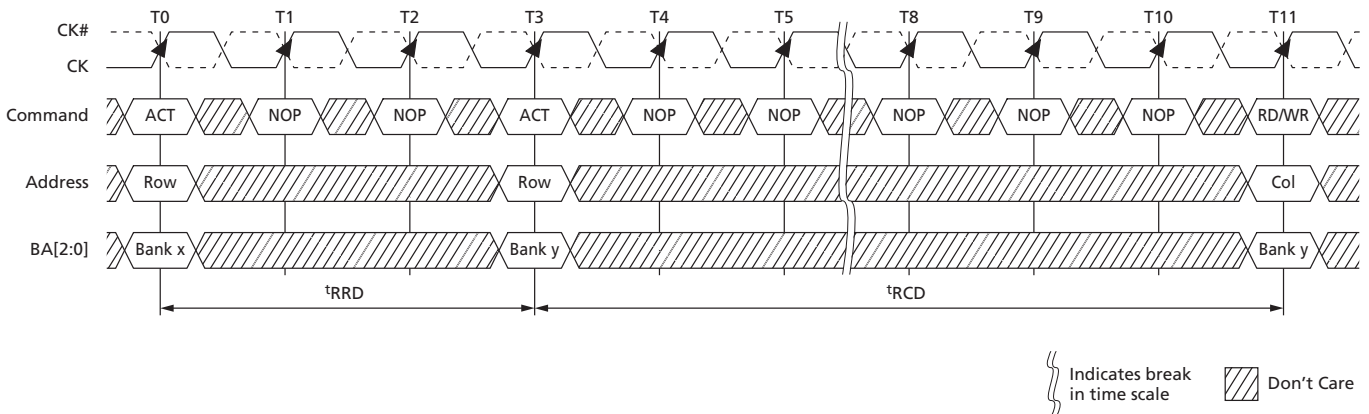 T0 T1 T2 T3 T4 T5 T8 T9 T10 T11
CK#
CK
Command ACT NOP NOP ACT NOP NOP NOP NOP NOP RD/WR
Address Row Row Col
BA[2:0] Bank x Bank y Bank y
tRRD tRCD
Indicates break
in time scale
Don't Care